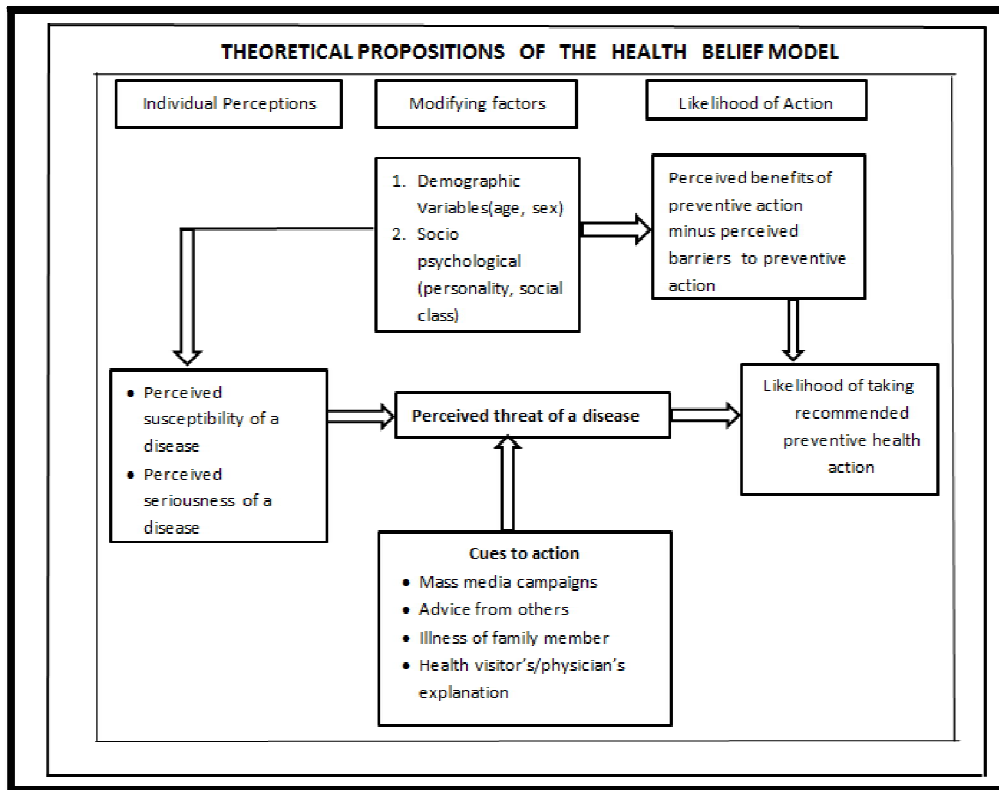 THEORETICAL PROPOSITIONS OF THE HEALTH BELIEF MODEL
Individual Perceptions
Modifying factors
Likelihood of Action
1. Demographic
Variables(age, sex)
2. Socio
psychological
(personality, social
class)
Perceived benefits of
preventive action
minus perceived
barriers to preventive
action
• Perceived
susceptibility of a
disease
• Perceived
seriousness of a
disease
Perceived threat of a disease
Likelihood of taking
recommended
preventive health
action
Cues to action
• Mass media campaigns
• Advice from others
• Illness of family member
• Health visitor’s/physician’s
explanation